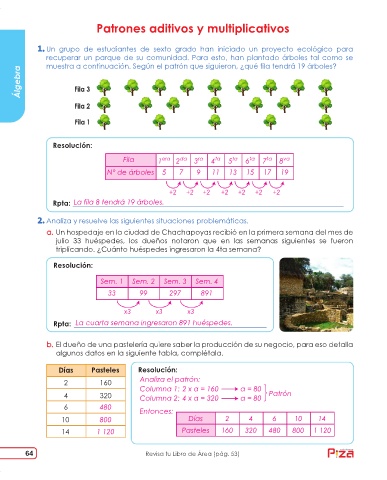 Patrones aditivos y multiplicativos
Álgebra
1. Un grupo de estudiantes de sexto grado han iniciado un proyecto ecológico para
recuperar un parque de su comunidad. Para esto, han plantado árboles tal como se
muestra a continuación. Según el patrón que siguieron, ¿qué fila tendrá 19 árboles?
Fila 3
Fila 2
Fila 1
Resolución:
Fila 1era 2da 3ra 4ta 5ta 6ta 7ma 8va
N° de árboles 5 7 9 11 13 15 17 19
+2 +2 +2 +2 +2 +2 +2
Rpta: La fila 8 tendrá 19 árboles.
2. Analiza y resuelve las siguientes situaciones problemáticas.
a. Un hospedaje en la ciudad de Chachapoyas recibió en la primera semana del mes de
julio 33 huéspedes, los dueños notaron que en las semanas siguientes se fueron
triplicando. ¿Cuánto huéspedes ingresaron la 4ta semana?
Resolución:
Sem. 1 Sem. 2 Sem. 3 Sem. 4
33 99 297 891
x3 x3 x3
Rpta: La cuarta semana ingresaron 891 huéspedes.
b. El dueño de una pastelería quiere saber la producción de su negocio, para eso detalla
algunos datos en la siguiente tabla, complétala.
Días Pasteles
2 160
4 320
6 480
10 800
14 1 120
Resolución:
Analiza el patrón:
Columna 1: 2 x a = 160 → a = 80
Columna 2: 4 x a = 320 → a = 80
Patrón
Entonces:
Días 2 4 6 10 14
Pasteles 160 320 480 800 1 120
64
Revisa tu Libro de Área (pág. 53)
Piza